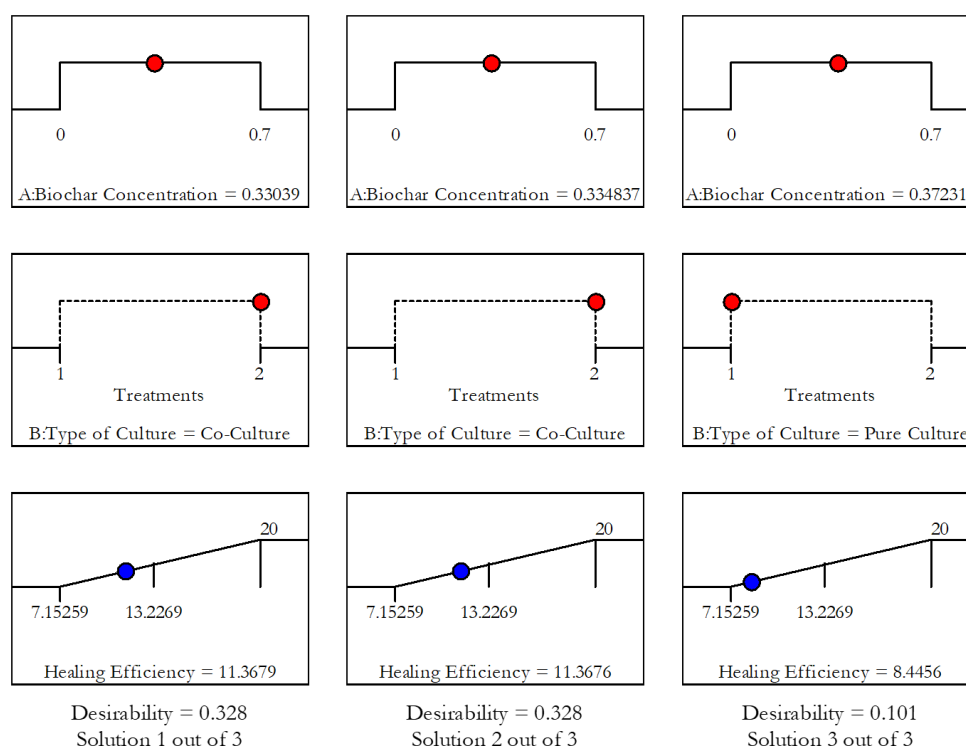 0 0.7
A:Biochar Concentration = 0.33039
0 0.7
A:Biochar Concentration = 0.334837
0 0.7
A:Biochar Concentration = 0.37231
1 2
Treatments
B:Type of Culture = Co-Culture
1 2
Treatments
B:Type of Culture = Co-Culture
1 2
Treatments
B:Type of Culture = Pure Culture
20
7.15259 13.2269
Healing Efficiency = 11.3679
20
7.15259 13.2269
Healing Efficiency = 11.3676
20
7.15259 13.2269
Healing Efficiency = 8.4456
Desirability = 0.328
Solution 1 out of 3
Desirability = 0.328
Solution 2 out of 3
Desirability = 0.101
Solution 3 out of 3